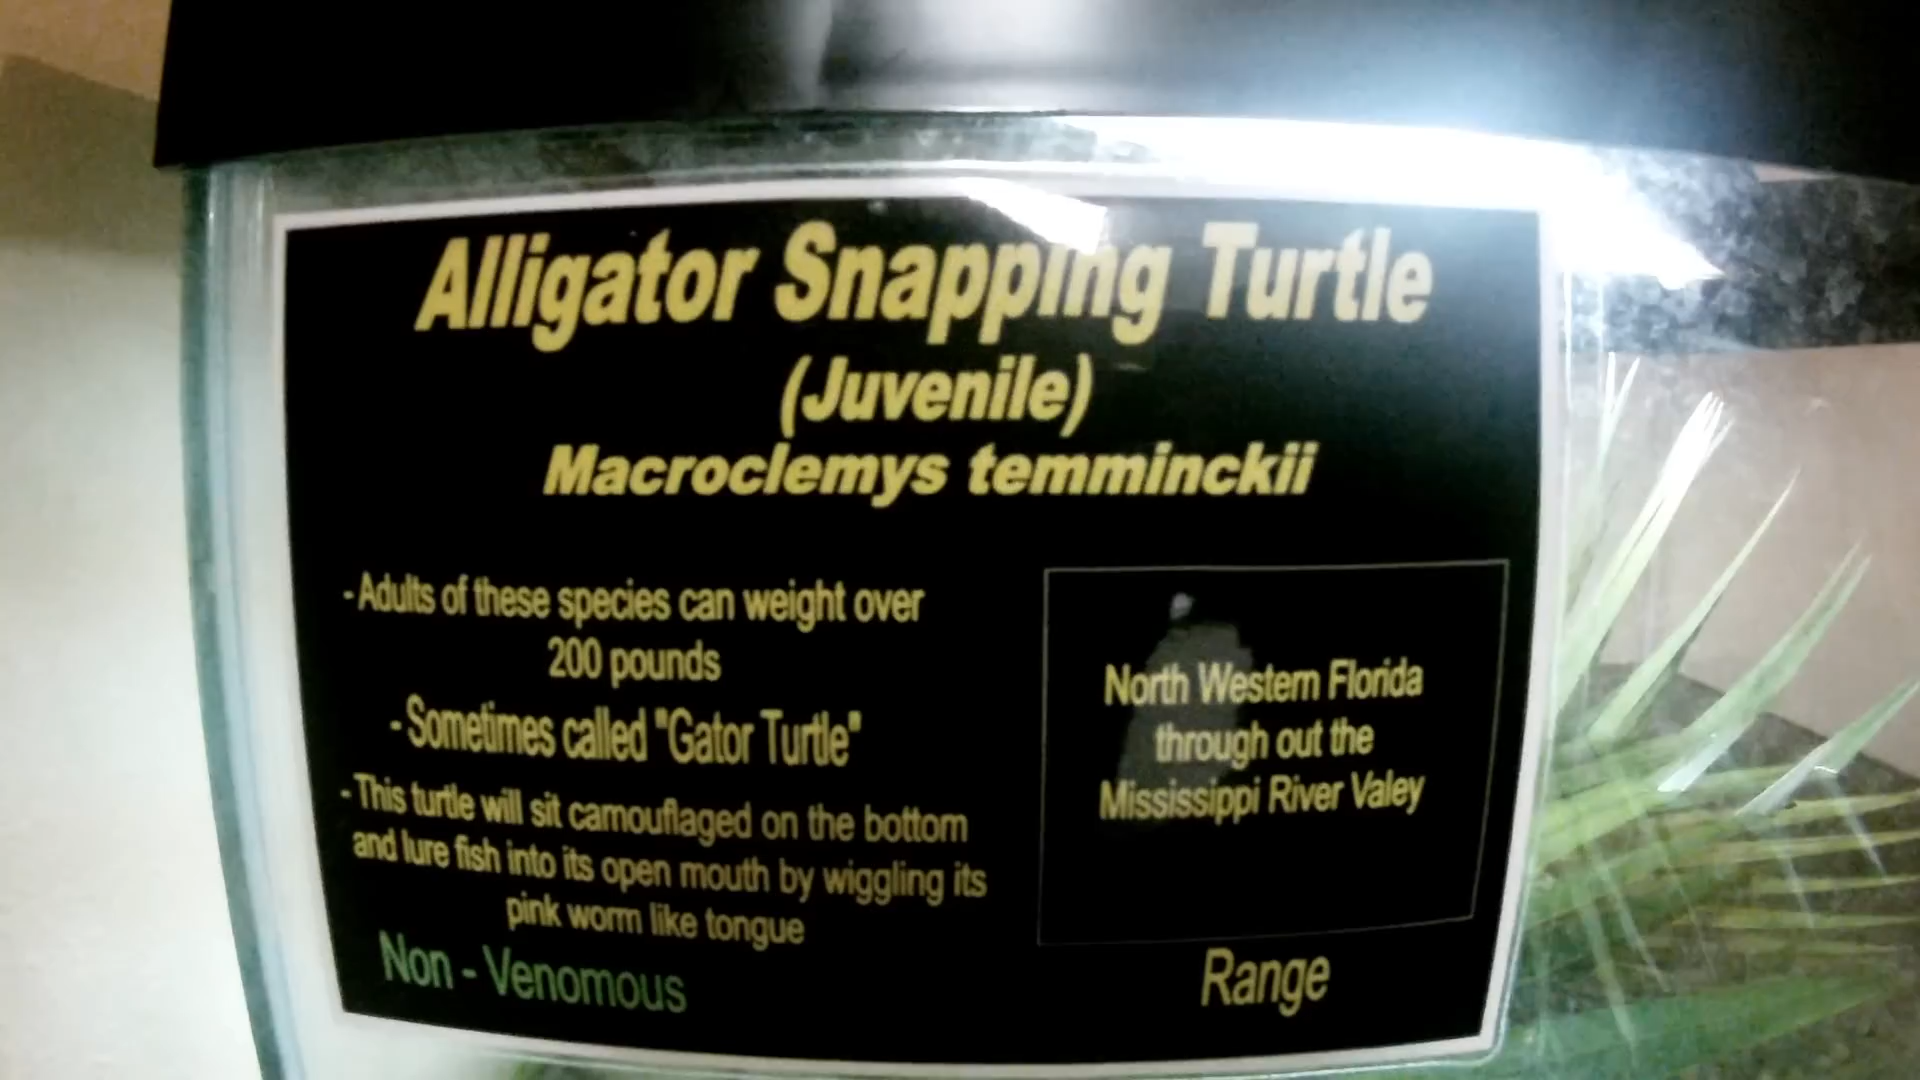 Alligator Snapping Turtle
(Juvenile)
Macroclemys temminckii
- Adults of these species can weight over
200 pounds
- Sometimes called "Gator Turtle"
- This turtle will sit camouflaged on the bottom
and lure fish into its open mouth by wiggling its
pink worm like tongue
Non - Venomous
North Western Florida
through out the
Mississippi River Valey
Range